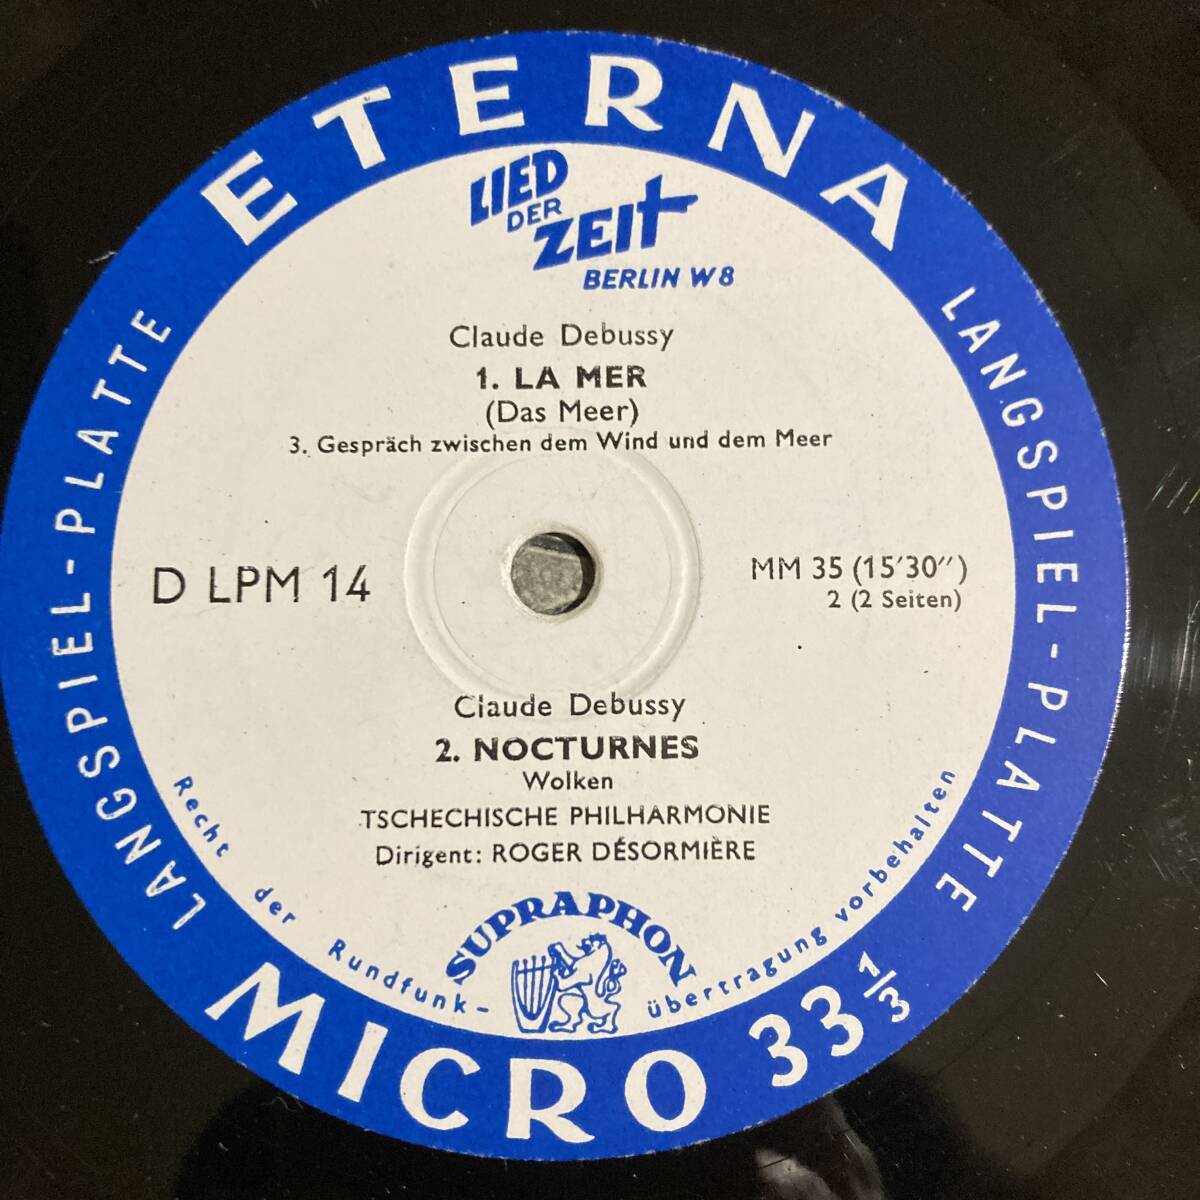 ETERNA
LIED
DER
ZEIT
BERLIN W8
Claude Debussy
1. LA MER
(Das Meer)
3. Gespräch zwischen dem Wind und dem Meer
D LPM 14
MM 35 (15′30″)
2 (2 Seiten)
Claude Debussy
2. NOCTURNES
Wolken
TSCHECHISCHE PHILHARMONIE
Dirigent: ROGER DÉSORMIÈRE
SUPRAPHON
Recht der Rundfunk-übertragung vorbehalten
LANGSPIEL-PLATTE
LANGSPIEL-PLATTE
MICRO 33 1/3